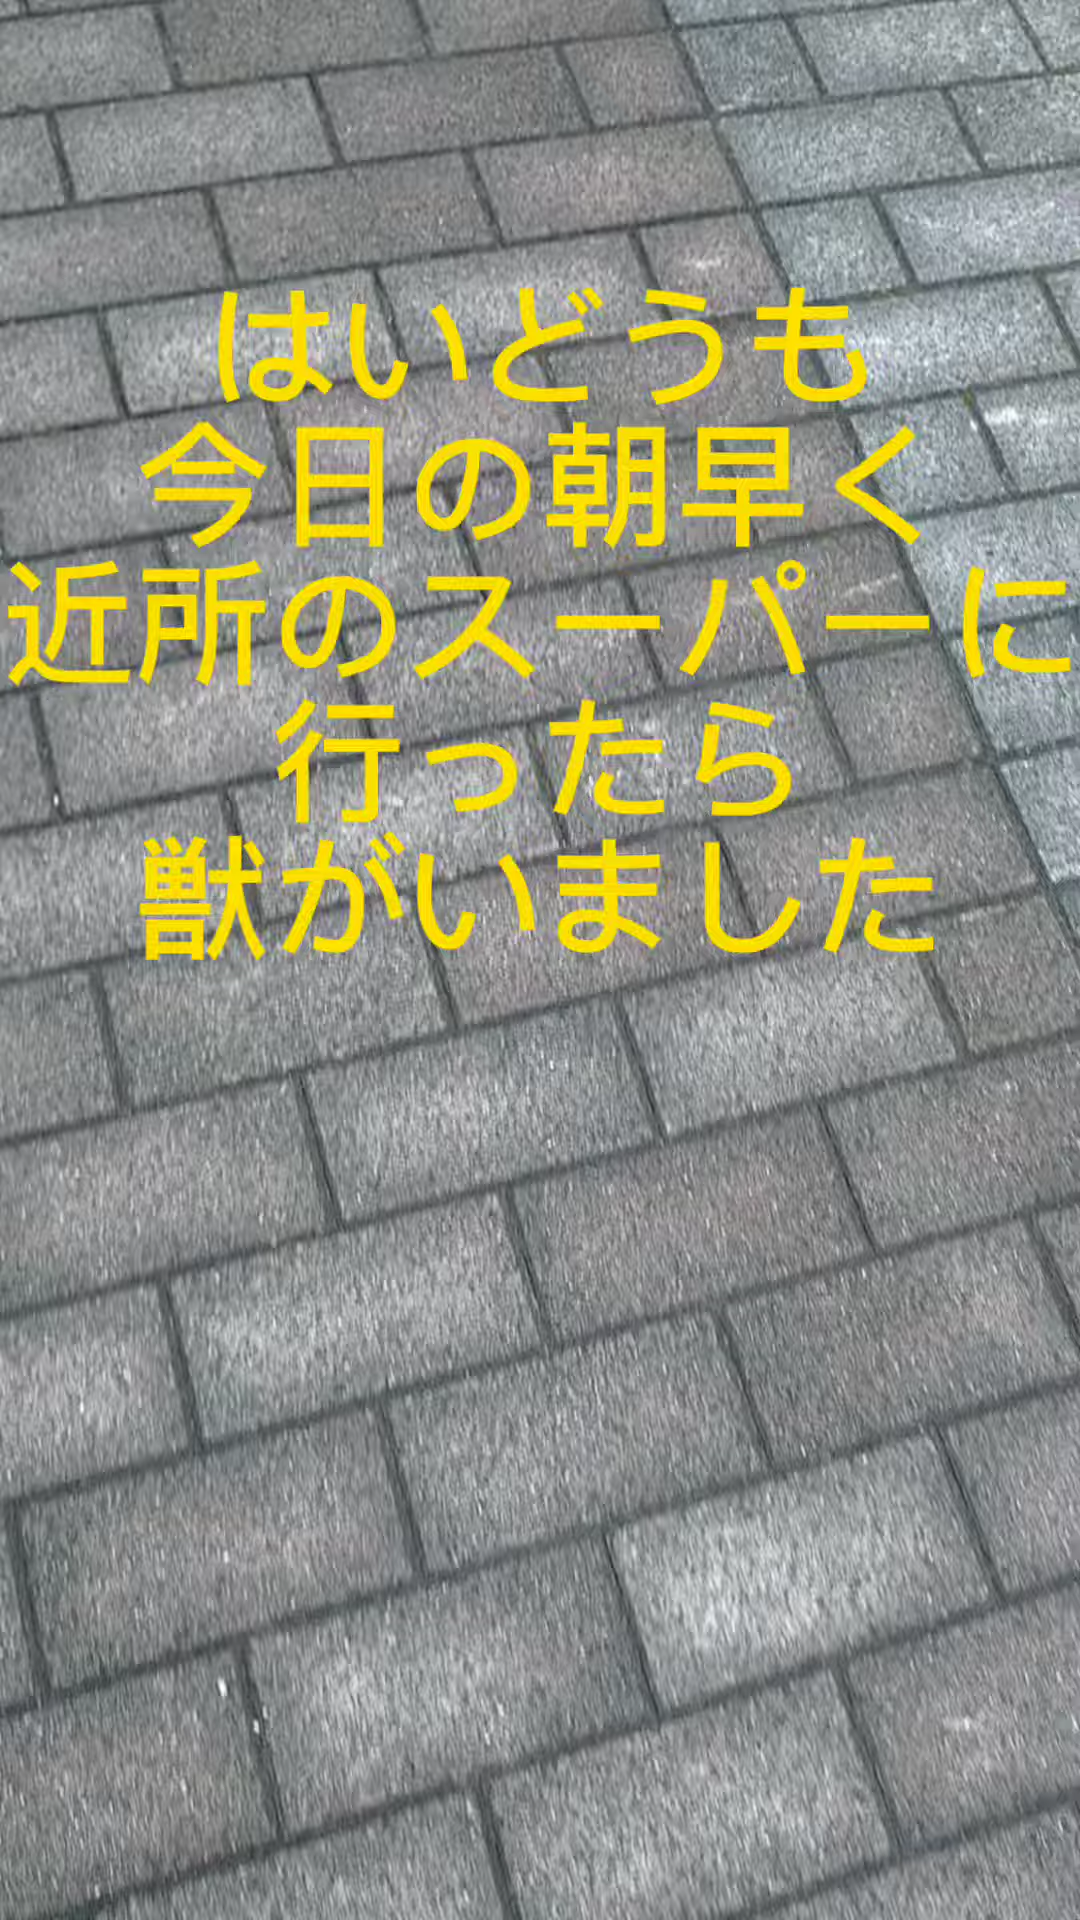 はいどうも
今日の朝早く
近所のスーパーに
行ったら
獣がいました